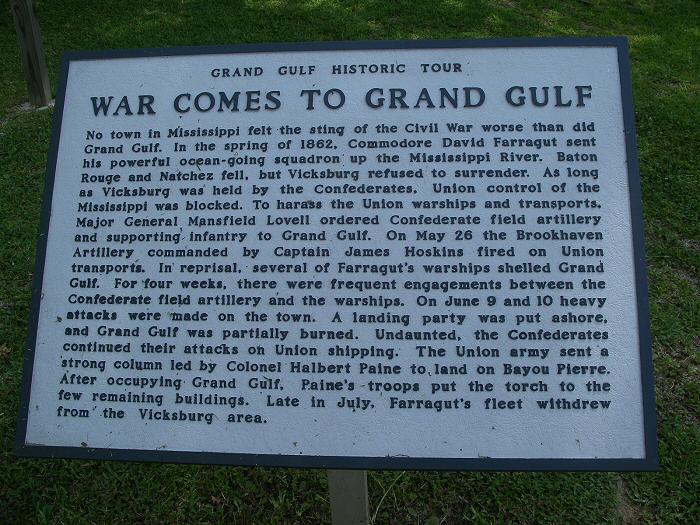 GRAND GULF HISTORIC TOUR
WAR COMES TO GRAND GULF
No town in Mississippi felt the sting of the Civil War worse than did
Grand Gulf. In the spring of 1862, Commodore David Farragut sent
his powerful ocean-going squadron up the Mississippi River. Baton
Rouge and Natchez fell, but Vicksburg refused to surrender. As long
as Vicksburg was held by the Confederates, Union control of the
Mississippi was blocked. To harass the Union warships and transports,
Major General Mansfield Lovell ordered Confederate field artillery
and supporting infantry to Grand Gulf. On May 26 the Brookhaven
Artillery commanded by Captain James Hoskins fired on Union
transports. In reprisal, several of Farragut's warships shelled Grand
Gulf. For four weeks, there were frequent engagements between the
Confederate field artillery and the warships. On June 9 and 10 heavy
attacks were made on the town. A landing party was put ashore,
and Grand Gulf was partially burned. Undaunted, the Confederates
continued their attacks on Union shipping. The Union army sent a
strong column led by Colonel Halbert Paine to land on Bayou Pierre.
After occupying Grand Gulf, Paine's troops put the torch to the
few remaining buildings. Late in July, Farragut's fleet withdrew
from the Vicksburg area.